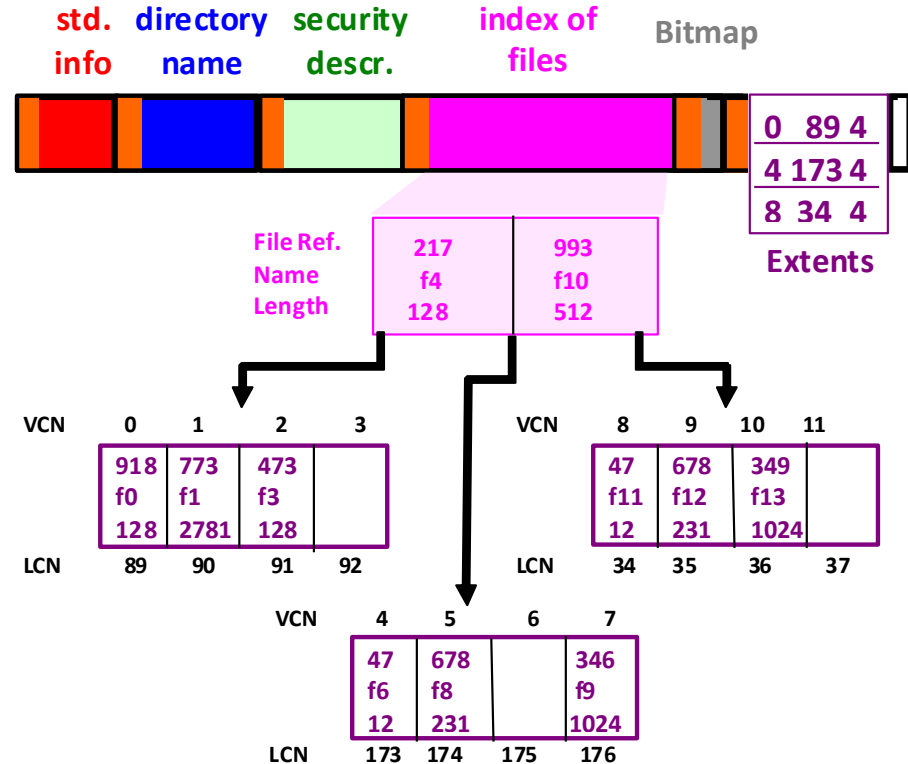 std. info
directory name
security descr.
index of files
Bitmap
0 89 4
4 173 4
8 34 4
Extents
File Ref. 217 993
Name f4 f10
Length 128 512
VCN 0 1 2 3
918 773 473
f0 f1 f3
128 2781 128
LCN 89 90 91 92
VCN 8 9 10 11
47 678 349
f11 f12 f13
12 231 1024
LCN 34 35 36 37
VCN 4 5 6 7
47 678 346
f6 f8 f9
12 231 1024
LCN 173 174 175 176